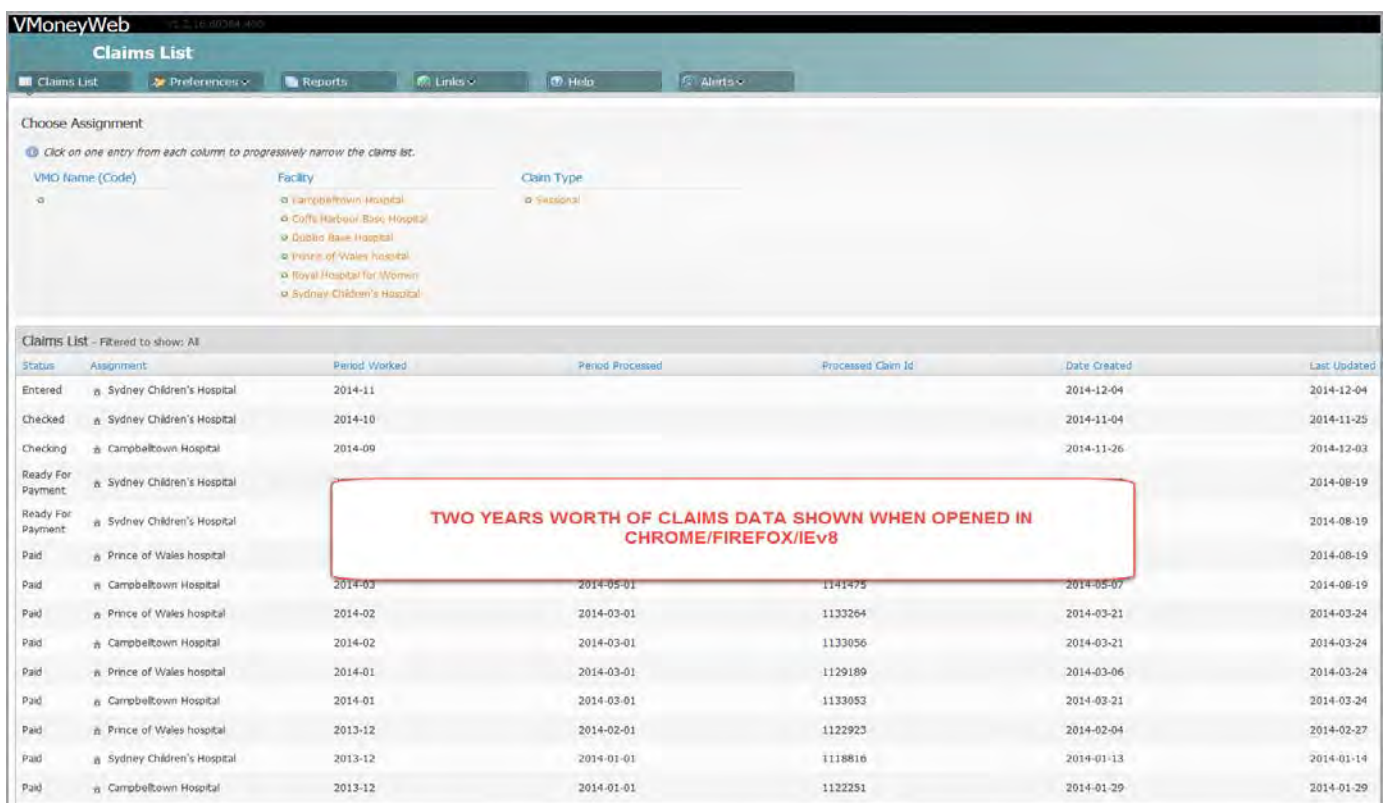 VMoneyWeb
Claims List
Claims List Preferences Reports Links Help Alerts
Choose Assignment
Click on one entry from each column to progressively narrow the claims list.
VMO Name (Code) Facility Claim Type
Campbelltown Hospital Sessional
Coffs Harbour Base Hospital
Dubbo Base Hospital
Prince of Wales hospital
Royal Hospital for Women
Sydney Children's Hospital
Claims List - Filtered to show: All
Status Assignment Period Worked Period Processed Processed Claim Id Date Created Last Updated
Entered Sydney Children's Hospital 2014-11 2014-12-04 2014-12-04
Checked Sydney Children's Hospital 2014-10 2014-11-04 2014-11-25
Checking Campbelltown Hospital 2014-09 2014-11-26 2014-12-03
Ready For
Payment Sydney Children's Hospital 2014-08-19
Ready For
Payment Sydney Children's Hospital 2014-08-19
TWO YEARS WORTH OF CLAIMS DATA SHOWN WHEN OPENED IN
CHROME/FIREFOX/IEv8
Paid Prince of Wales hospital 2014-08-19
Paid Campbelltown Hospital 2014-03 2014-05-01 1141475 2014-05-07 2014-08-19
Paid Prince of Wales hospital 2014-02 2014-03-01 1133264 2014-03-21 2014-03-24
Paid Campbelltown Hospital 2014-02 2014-03-01 1133056 2014-03-21 2014-03-24
Paid Prince of Wales hospital 2014-01 2014-03-01 1129189 2014-03-06 2014-03-24
Paid Campbelltown Hospital 2014-01 2014-03-01 1133053 2014-03-21 2014-03-24
Paid Prince of Wales hospital 2013-12 2014-02-01 1122923 2014-02-04 2014-02-27
Paid Sydney Children's Hospital 2013-12 2014-01-01 1118816 2014-01-13 2014-01-14
Paid Campbelltown Hospital 2013-12 2014-01-01 1122251 2014-01-29 2014-01-29